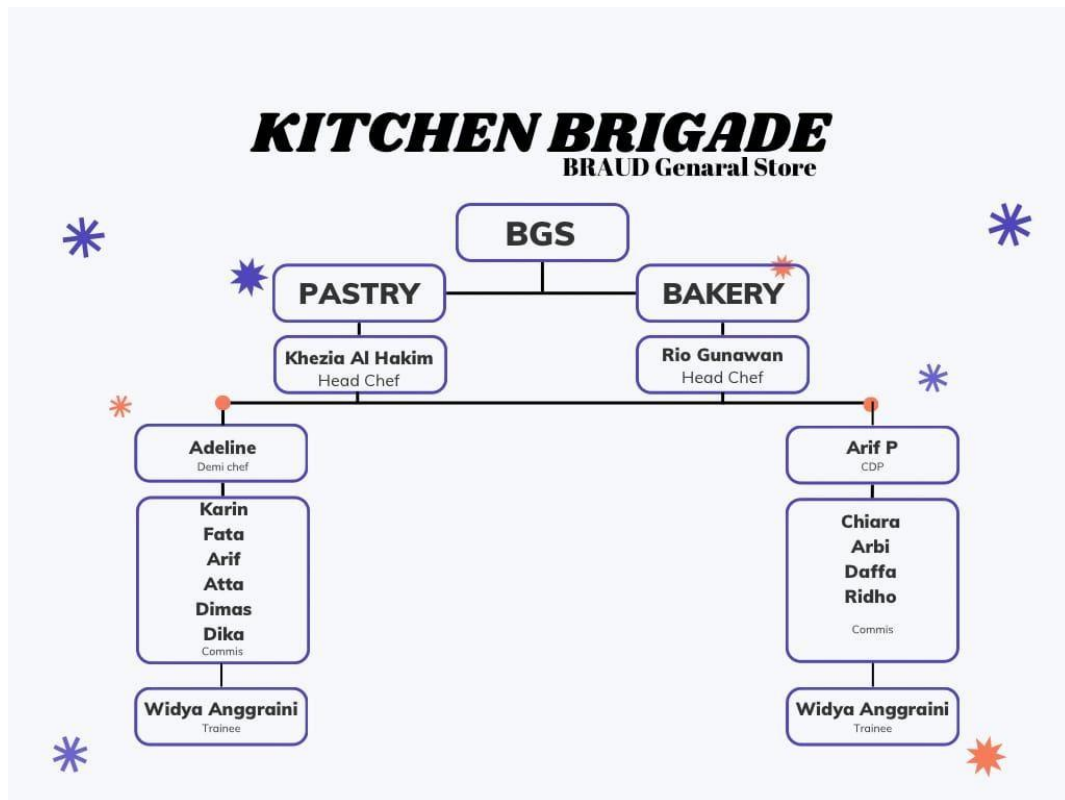 KITCHEN BRIGADE
BRAUD Genaral Store
BGS
PASTRY
BAKERY
Khezia Al Hakim
Head Chef
Rio Gunawan
Head Chef
Adeline
Demi chef
Arif P
CDP
Karin
Fata
Arif
Atta
Dimas
Dika
Commis
Chiara
Arbi
Daffa
Ridho
Commis
Widya Anggraini
Trainee
Widya Anggraini
Trainee